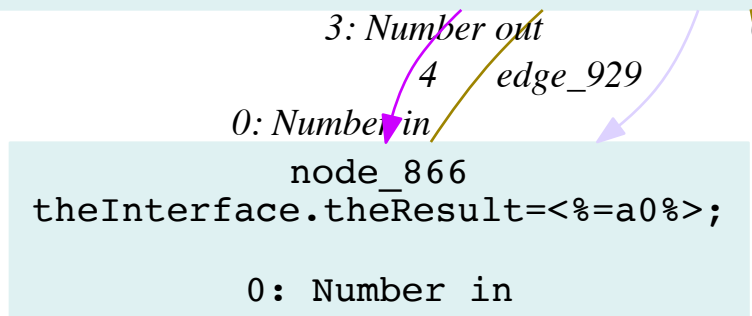 3: Number out
4 edge_929
0: Number in
node_866
theInterface.theResult=<%=a0%>;
0: Number in